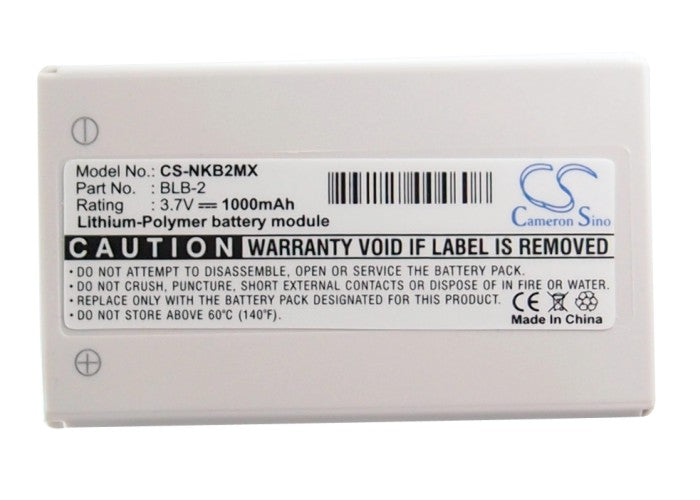 Model No.: CS-NKB2MX
Part No. : BLB-2
Rating : 3.7V ⎓ 1000mAh
Lithium-Polymer battery module
CS
Cameron Sino
CAUTION WARRANTY VOID IF LABEL IS REMOVED
• DO NOT ATTEMPT TO DISSEMBLE, OPEN OR SERVICE THE BATTERY PACK.
• DO NOT CRUSH, PUNCTURE, SHORT EXTERNAL CONTACTS OR DISPOSE OF IN FIRE OR WATER.
• REPLACE ONLY WITH THE BATTERY PACK DESIGNATED FOR THIS PRODUCT.
• DO NOT STORE ABOVE 60°C (140°F).
CE
Made In China